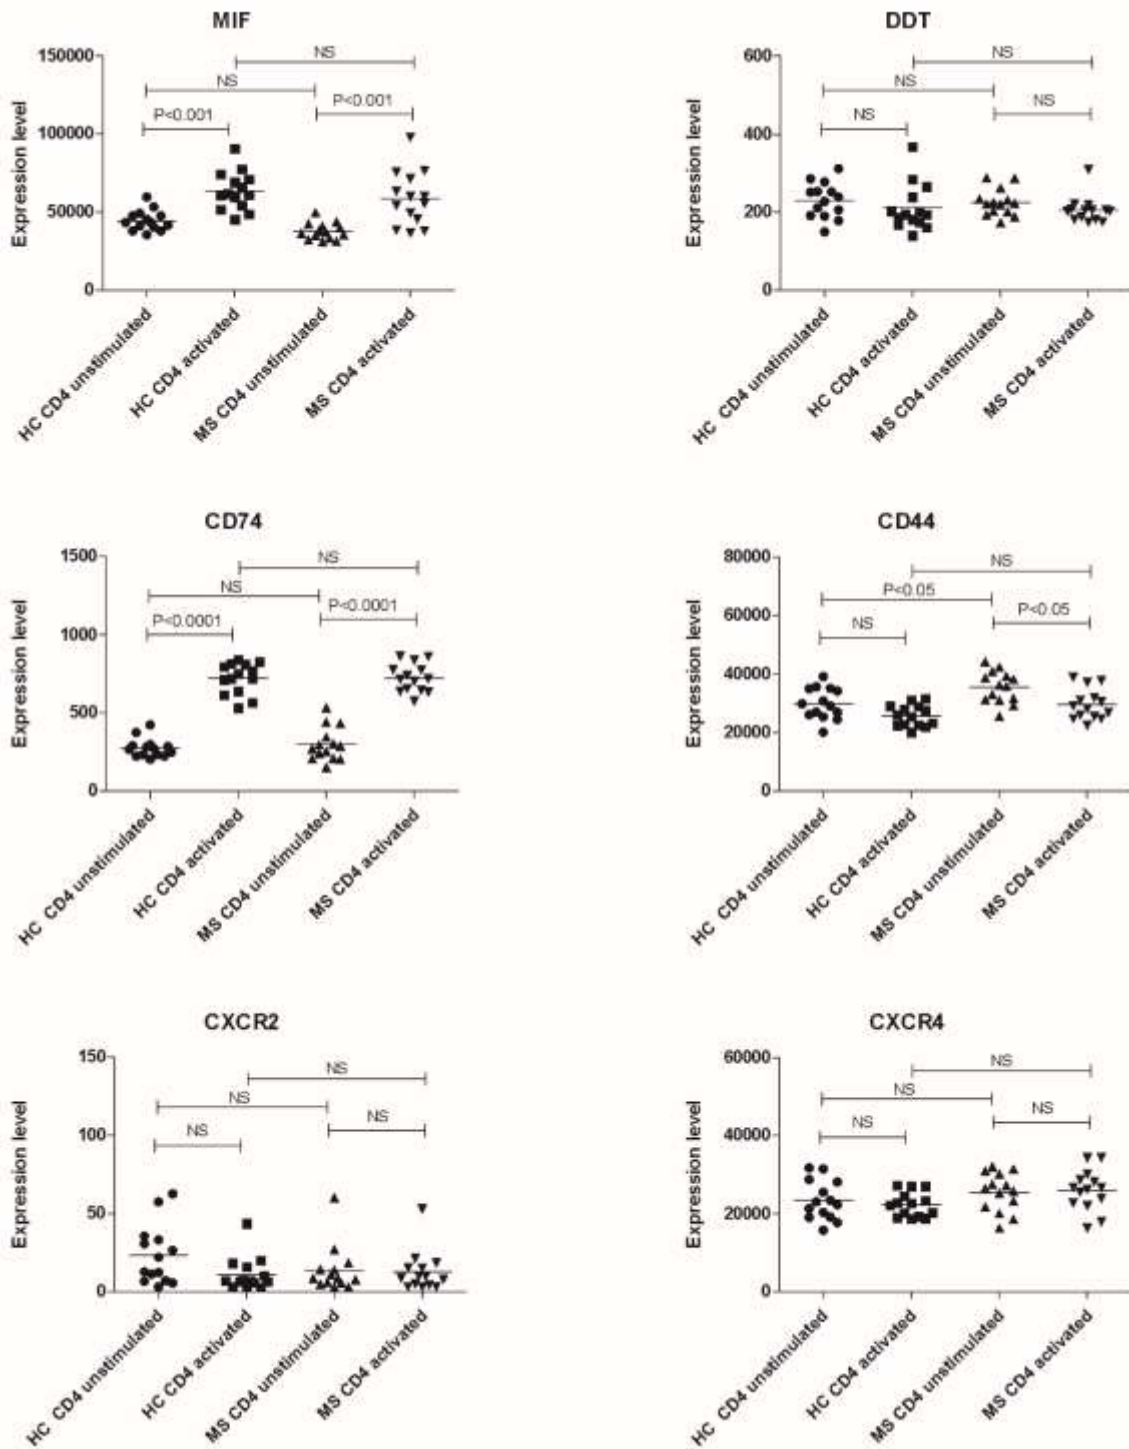 MIF
Expression level
150000
100000
50000
0
NS
NS
P<0.001
P<0.001
HC CD4 unstimulated
HC CD4 activated
MS CD4 unstimulated
MS CD4 activated
DDT
Expression level
600
400
200
0
NS
NS
NS
NS
HC CD4 unstimulated
HC CD4 activated
MS CD4 unstimulated
MS CD4 activated
CD74
Expression level
1500
1000
500
0
NS
NS
P<0.0001
P<0.0001
HC CD4 unstimulated
HC CD4 activated
MS CD4 unstimulated
MS CD4 activated
CD44
Expression level
80000
60000
40000
20000
0
NS
P<0.05
P<0.05
NS
HC CD4 unstimulated
HC CD4 activated
MS CD4 unstimulated
MS CD4 activated
CXCR2
Expression level
150
100
50
0
NS
NS
NS
NS
HC CD4 unstimulated
HC CD4 activated
MS CD4 unstimulated
MS CD4 activated
CXCR4
Expression level
60000
40000
20000
0
NS
NS
NS
NS
HC CD4 unstimulated
HC CD4 activated
MS CD4 unstimulated
MS CD4 activated